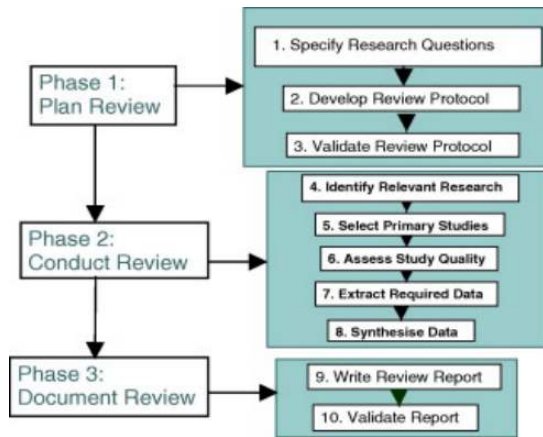 Phase 1:
Plan Review
1. Specify Research Questions
2. Develop Review Protocol
3. Validate Review Protocol
Phase 2:
Conduct Review
4. Identify Relevant Research
5. Select Primary Studies
6. Assess Study Quality
7. Extract Required Data
8. Synthesise Data
Phase 3:
Document Review
9. Write Review Report
10. Validate Report